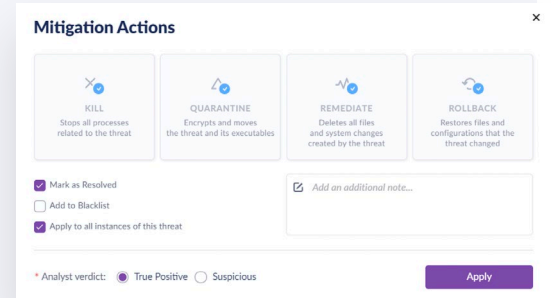 Mitigation Actions
KILL
Stops all processes
related to the threat
QUARANTINE
Encrypts and moves
the threat and its executables
REMEDIATE
Deletes all files
and system changes
created by the threat
ROLLBACK
Restores files and
configurations that the
threat changed
Mark as Resolved
Add to Blacklist
Apply to all instances of this threat
Add an additional note...
* Analyst verdict: True Positive Suspicious
Apply